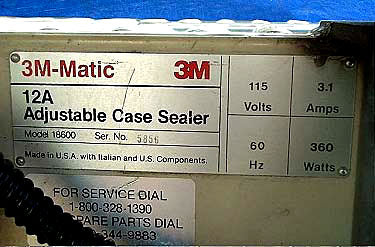 3M-Matic 3M
12A
Adjustable Case Sealer
Model 18600 Ser. No. 5856
Made in U.S.A. with Italian and U.S. Components.
115 Volts
3.1 Amps
60 Hz
360 Watts
FOR SERVICE DIAL
1-800-328-1390
SPARE PARTS DIAL
344-9883